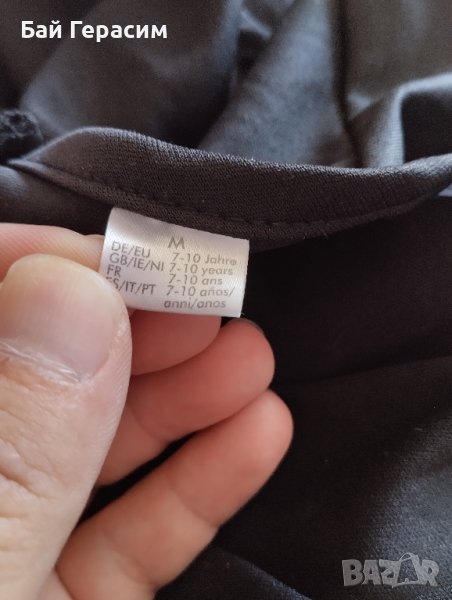 Бай Герасим
M
DE/EU 7-10 Jahre
GB/IE/NI 7-10 years
FR 7-10 ans
ES/IT/PT 7-10 años/
anni/anos
BAZAR